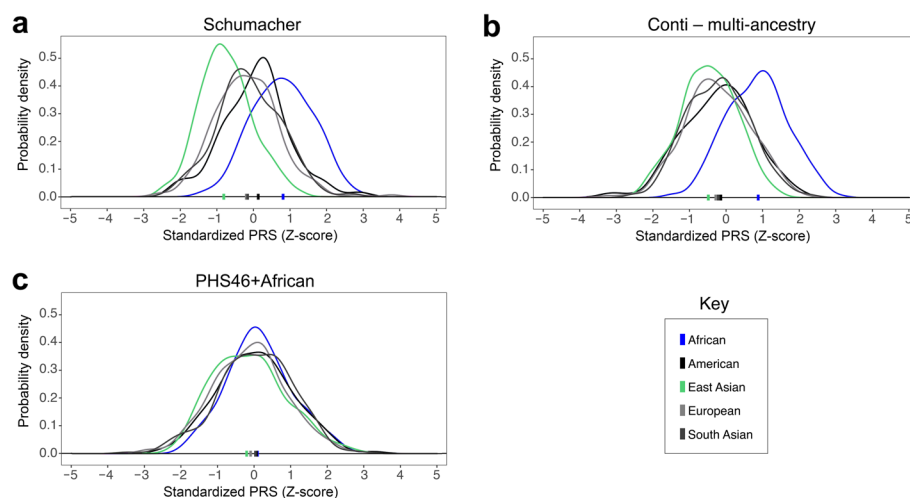 a
Schumacher
Probability density
0.5
0.4
0.3
0.2
0.1
0.0
−5 −4 −3 −2 −1 0 1 2 3 4 5
Standardized PRS (Z-score)
b
Conti – multi-ancestry
Probability density
0.5
0.4
0.3
0.2
0.1
0.0
−5 −4 −3 −2 −1 0 1 2 3 4 5
Standardized PRS (Z-score)
c
PHS46+African
Probability density
0.5
0.4
0.3
0.2
0.1
0.0
−5 −4 −3 −2 −1 0 1 2 3 4 5
Standardized PRS (Z-score)
Key
African
American
East Asian
European
South Asian